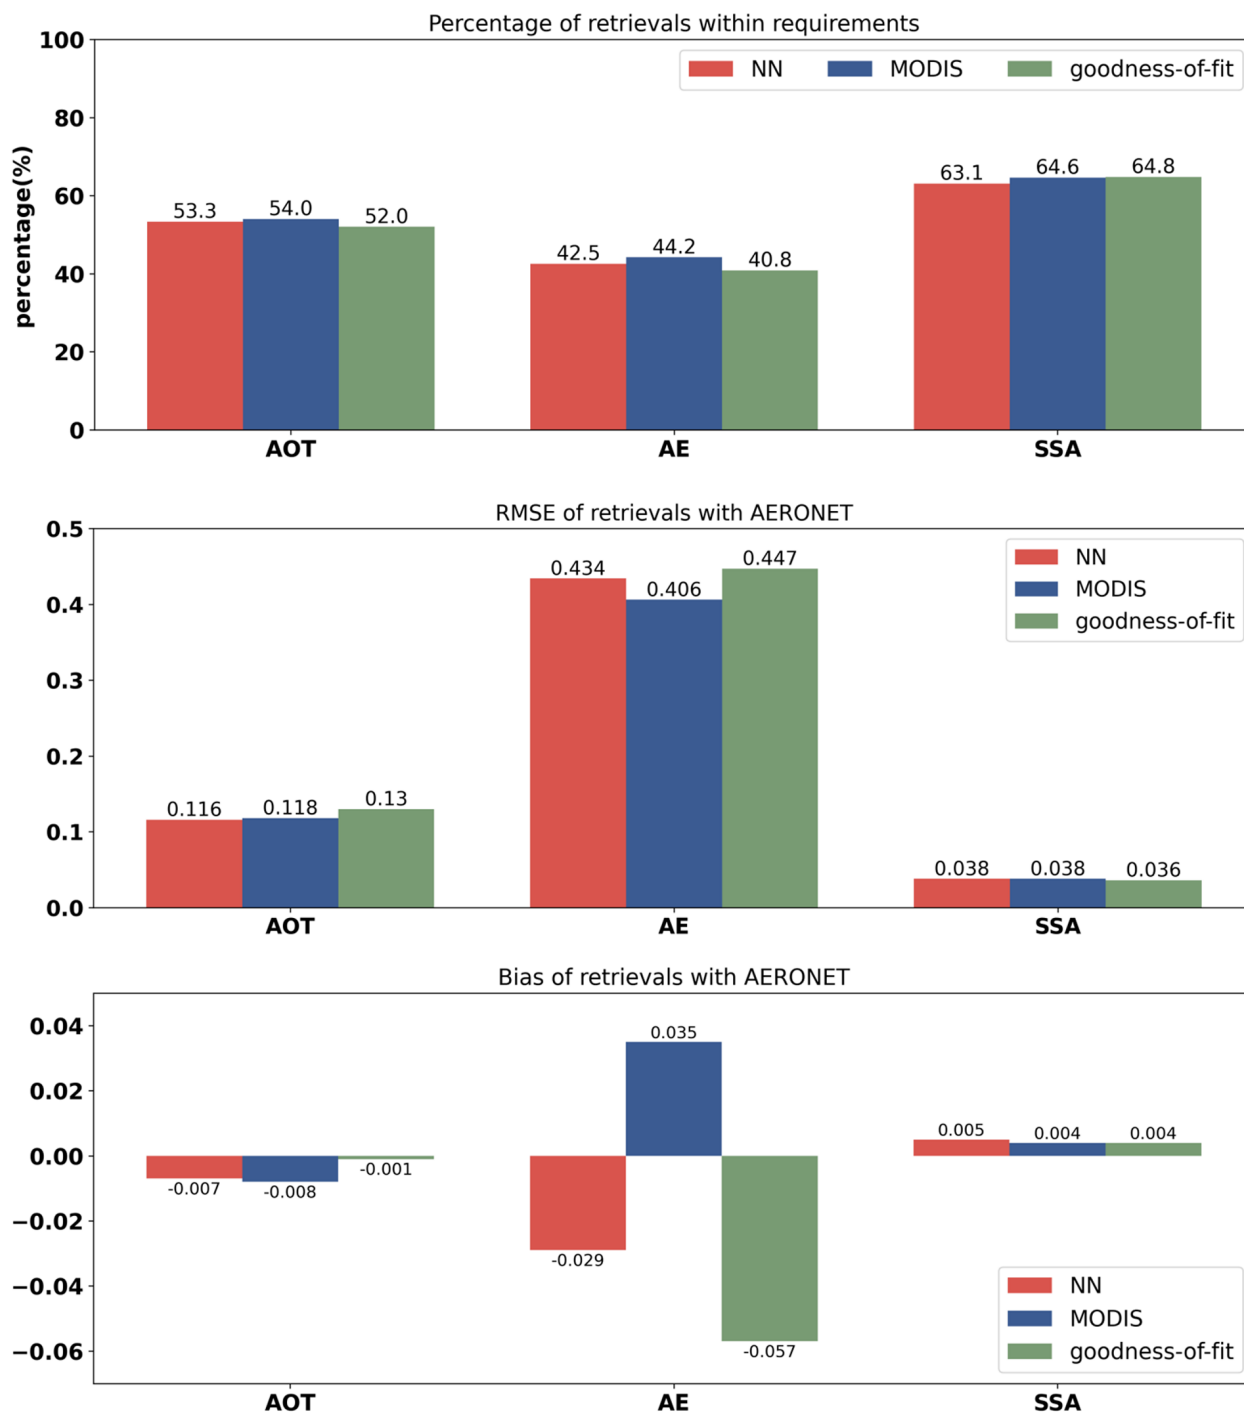 Percentage of retrievals within requirements
100
80
60
40
20
0
percentage(%)
NN MODIS goodness-of-fit
53.3 54.0 52.0
42.5 44.2 40.8
63.1 64.6 64.8
AOT AE SSA
RMSE of retrievals with AERONET
0.5
0.4
0.3
0.2
0.1
0.0
NN
MODIS
goodness-of-fit
0.116 0.118 0.13
0.434 0.406 0.447
0.038 0.038 0.036
AOT AE SSA
Bias of retrievals with AERONET
0.04
0.02
0.00
−0.02
−0.04
−0.06
-0.007 -0.008 -0.001
-0.029 0.035 -0.057
0.005 0.004 0.004
NN
MODIS
goodness-of-fit
AOT AE SSA